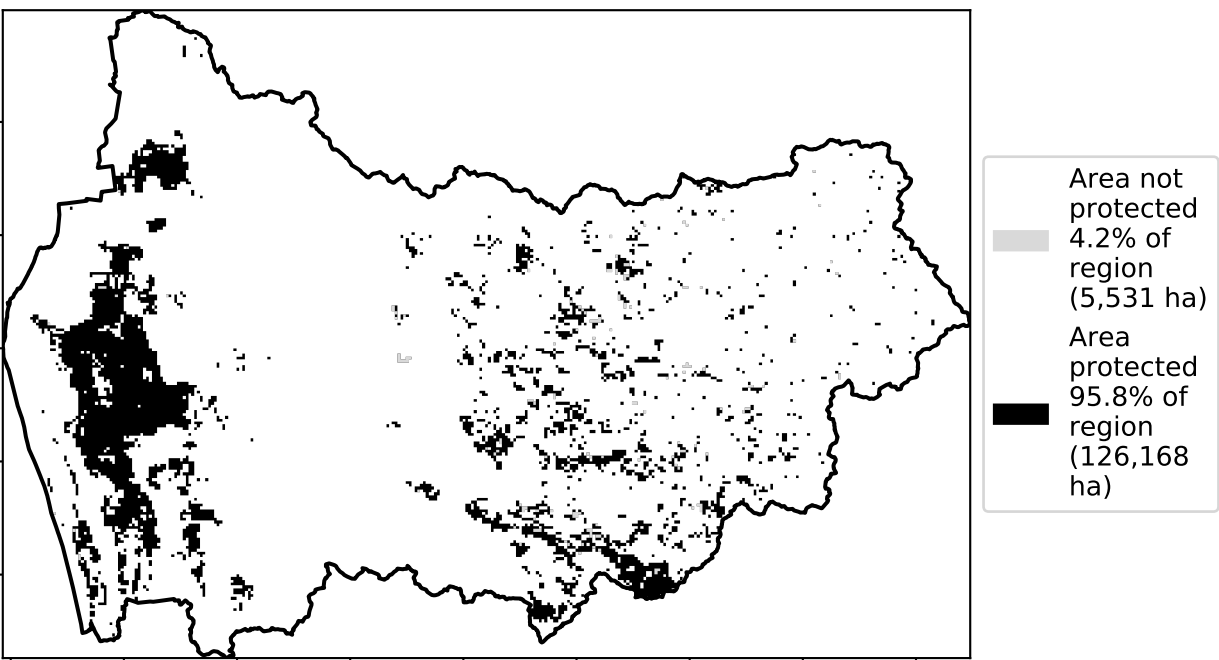 Area not
protected
4.2% of
region
(5,531 ha)
Area
protected
95.8% of
region
(126,168
ha)